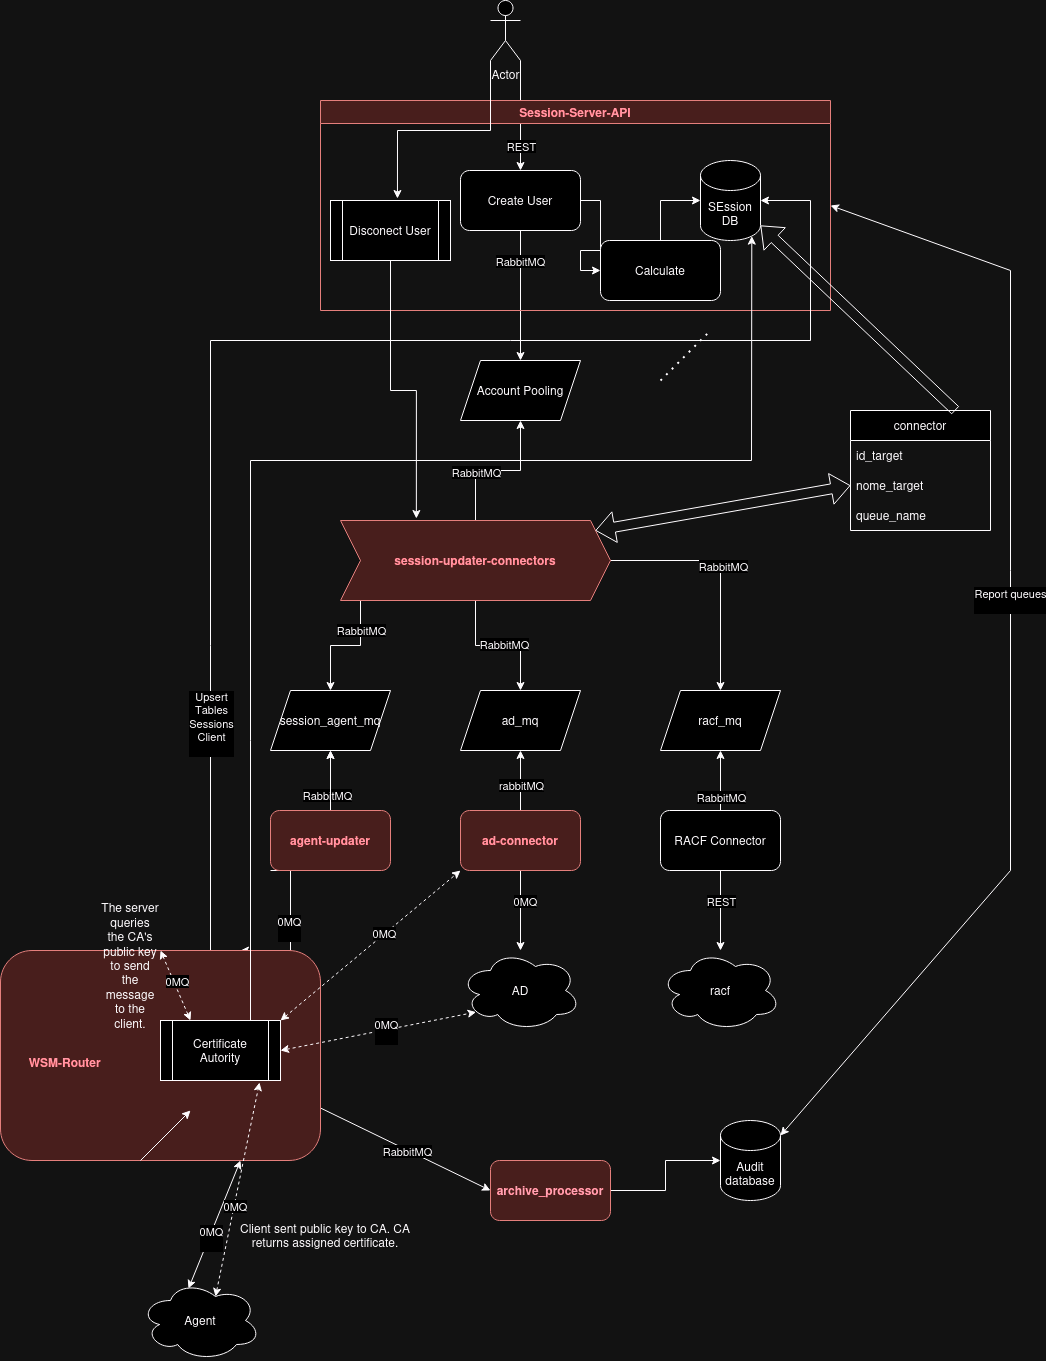 Actor
Session-Server-API
REST
Create User
SEssion
DB
Disconect User
RabbitMQ
Calculate
Account Pooling
connector
id_target
nome_target
queue_name
RabbitMQ
session-updater-connectors
RabbitMQ
Report queues
RabbitMQ
RabbitMQ
Upsert
Tables
Sessions
Client
session_agent_mq
ad_mq
racf_mq
RabbitMQ
rabbitMQ
RabbitMQ
agent-updater
ad-connector
RACF Connector
0MQ
0MQ
REST
The server
queries
the CA's
public key
to send
the
message
to the
client.
0MQ
0MQ
AD
racf
0MQ
Certificate
Autority
WSM-Router
RabbitMQ
archive_processor
Audit
database
0MQ
0MQ
Client sent public key to CA. CA
returns assigned certificate.
Agent